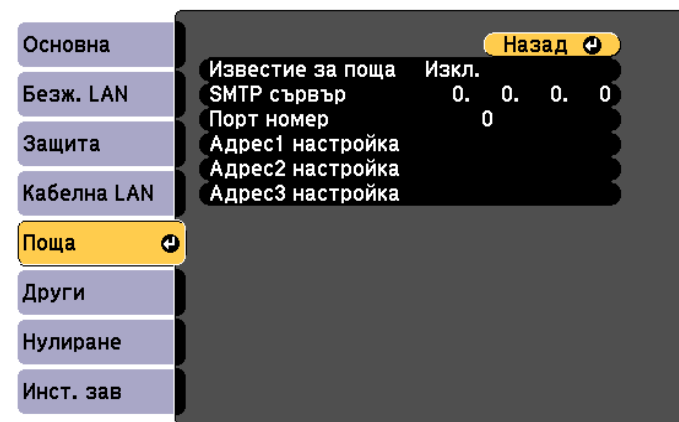 Основна
Безж. LAN
Защита
Кабелна LAN
Поща
Други
Нулиране
Инст. зав
Назад
Известие за поща Изкл.
SMTP сървър 0. 0. 0. 0
Порт номер 0
Адрес1 настройка
Адрес2 настройка
Адрес3 настройка